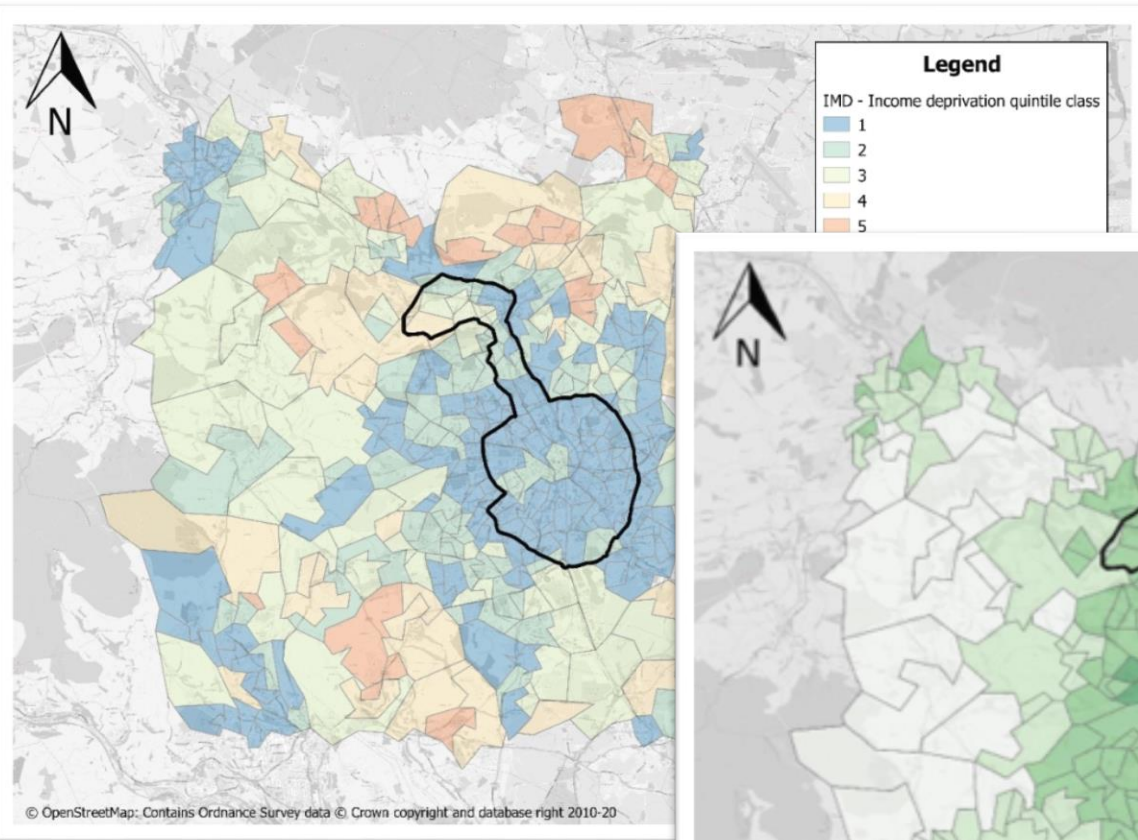 N
Legend
IMD - Income deprivation quintile class
1
2
3
4
5
N
© OpenStreetMap: Contains Ordnance Survey data © Crown copyright and database right 2010-20